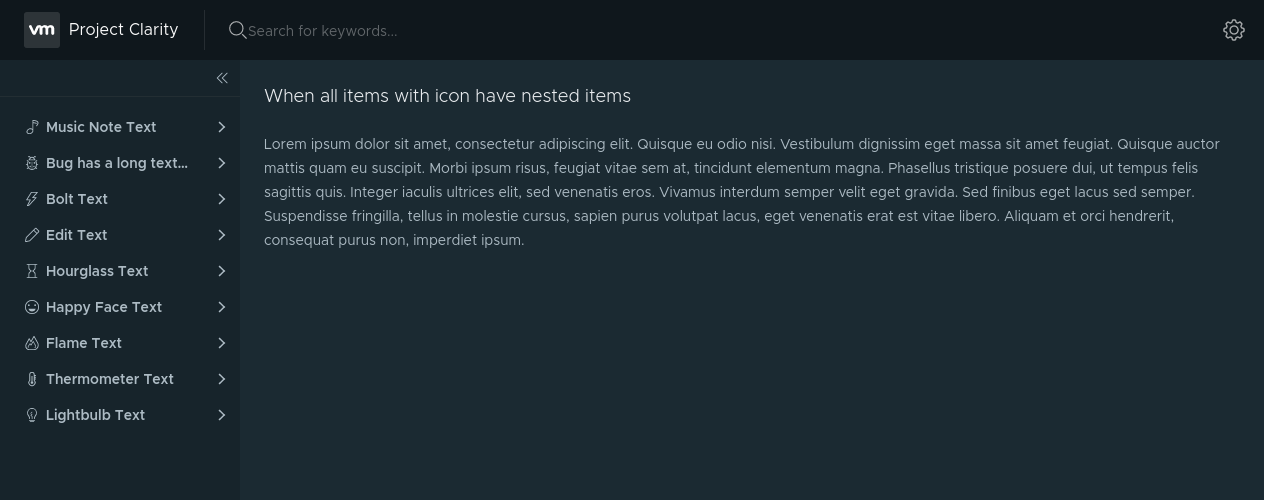 vm Project Clarity
Search for keywords...
When all items with icon have nested items
Music Note Text
Bug has a long text...
Bolt Text
Edit Text
Hourglass Text
Happy Face Text
Flame Text
Thermometer Text
Lightbulb Text
Lorem ipsum dolor sit amet, consectetur adipiscing elit. Quisque eu odio nisi. Vestibulum dignissim eget massa sit amet feugiat. Quisque auctor
mattis quam eu suscipit. Morbi ipsum risus, feugiat vitae sem at, tincidunt elementum magna. Phasellus tristique posuere dui, ut tempus felis
sagittis quis. Integer iaculis ultrices elit, sed venenatis eros. Vivamus interdum semper velit eget gravida. Sed finibus eget lacus sed semper.
Suspendisse fringilla, tellus in molestie cursus, sapien purus volutpat lacus, eget venenatis erat est vitae libero. Aliquam et orci hendrerit,
consequat purus non, imperdiet ipsum.